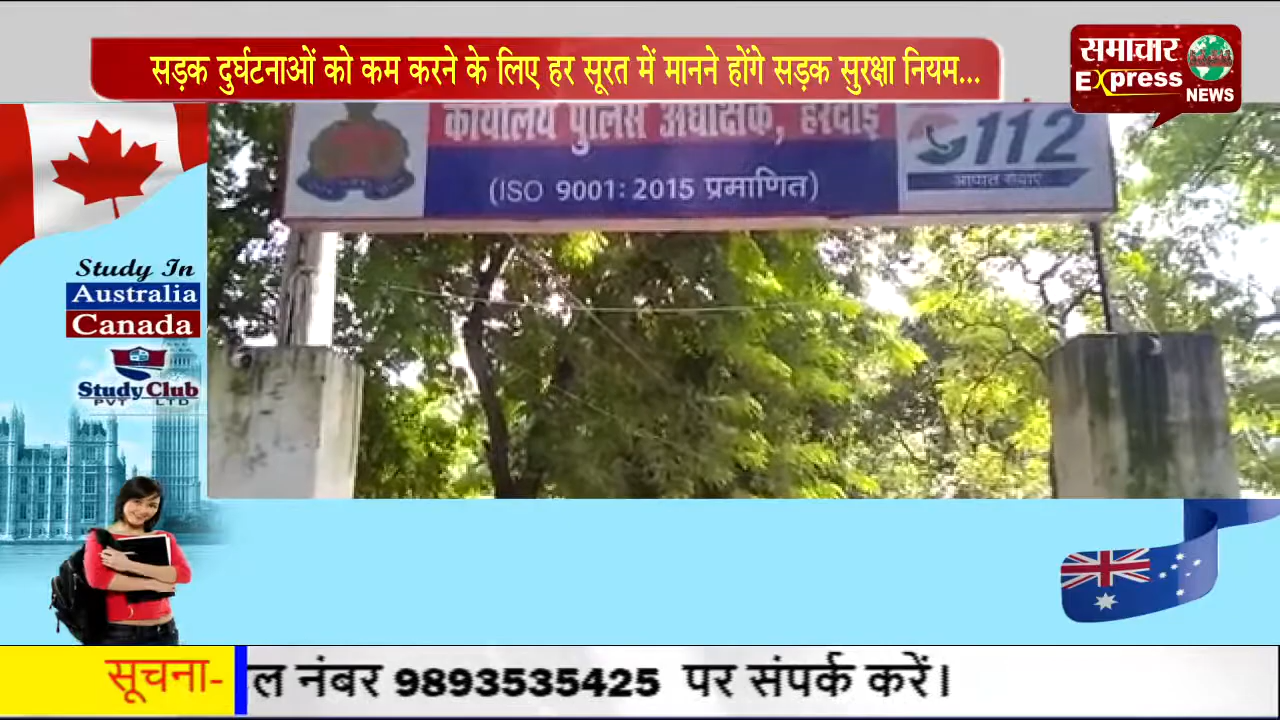 सड़क दुर्घटनाओं को कम करने के लिए हर सूरत में मानने होंगे सड़क सुरक्षा नियम...
समाचार
Express
NEWS
कार्यालय पुलिस अधीक्षक, हरदोई
112
(ISO 9001:2015 प्रमाणित)
आपात सेवाएं
Study In
Australia
Canada
Study Club
PVT LTD
सूचना-
ल नंबर 9893535425 पर संपर्क करें।